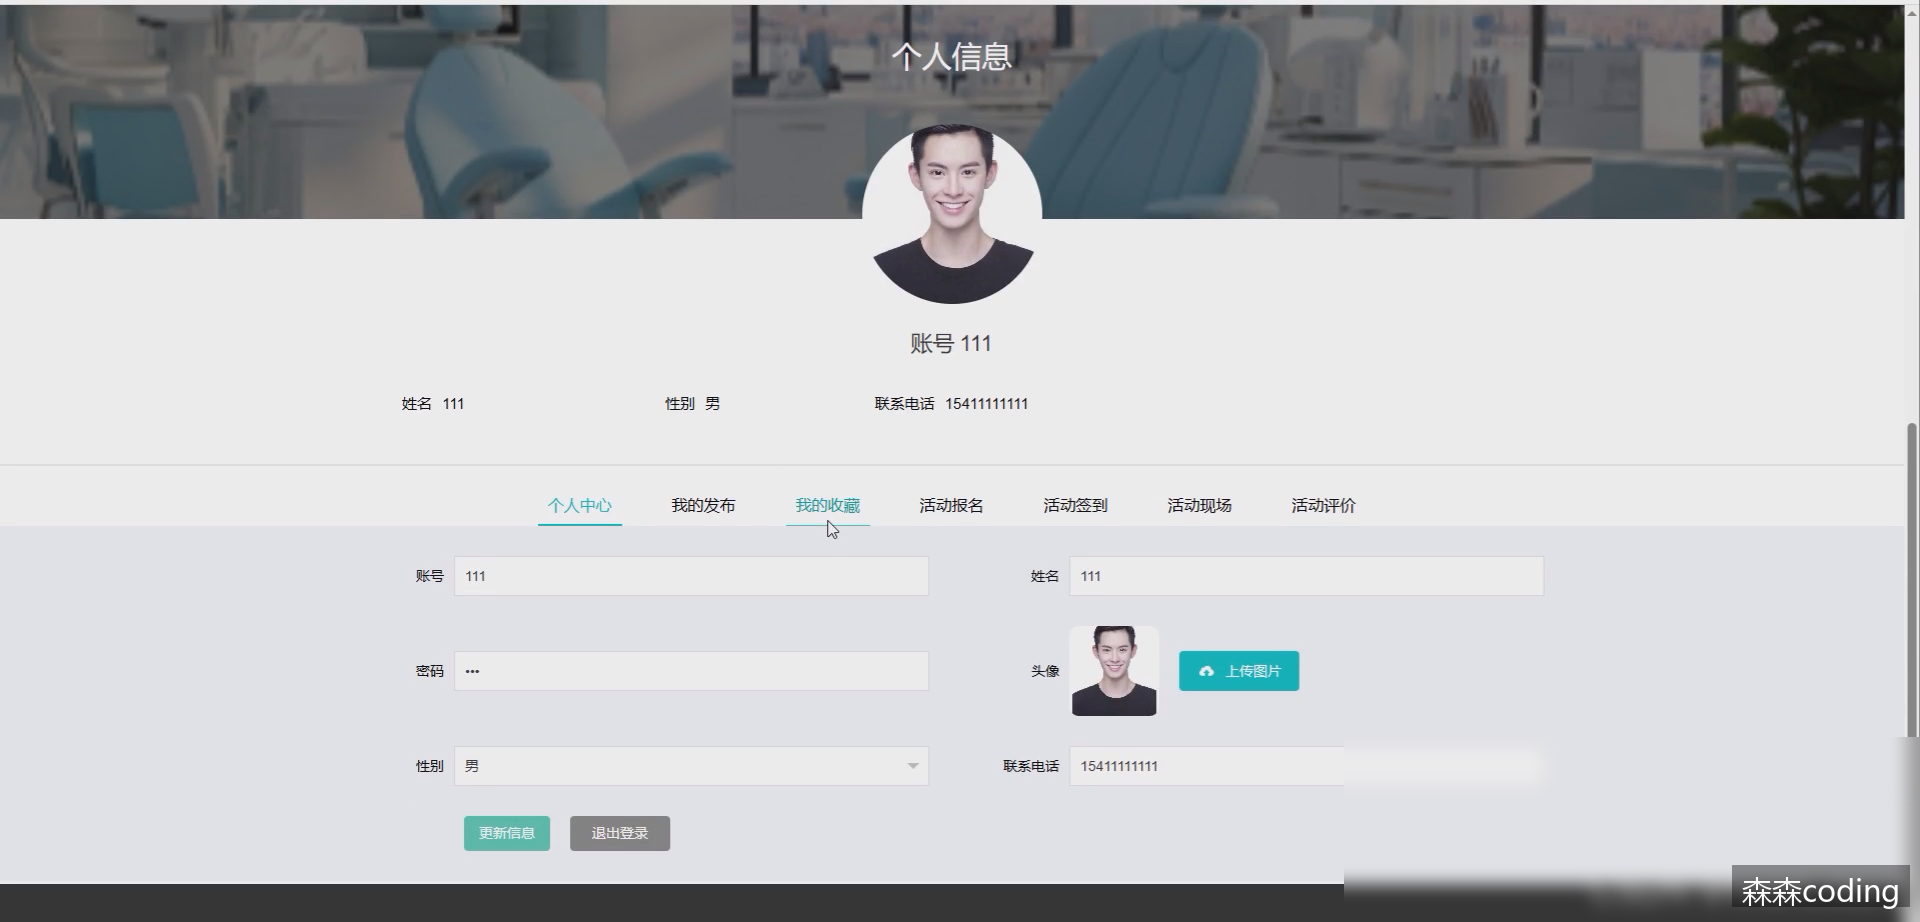 个人信息
账号 111
姓名 111
性别 男
联系电话 15411111111
个人中心
我的发布
我的收藏
活动报名
活动签到
活动现场
活动评价
账号 111
姓名 111
密码 •••
头像
上传图片
性别 男
联系电话 15411111111
更新信息
退出登录
森森coding